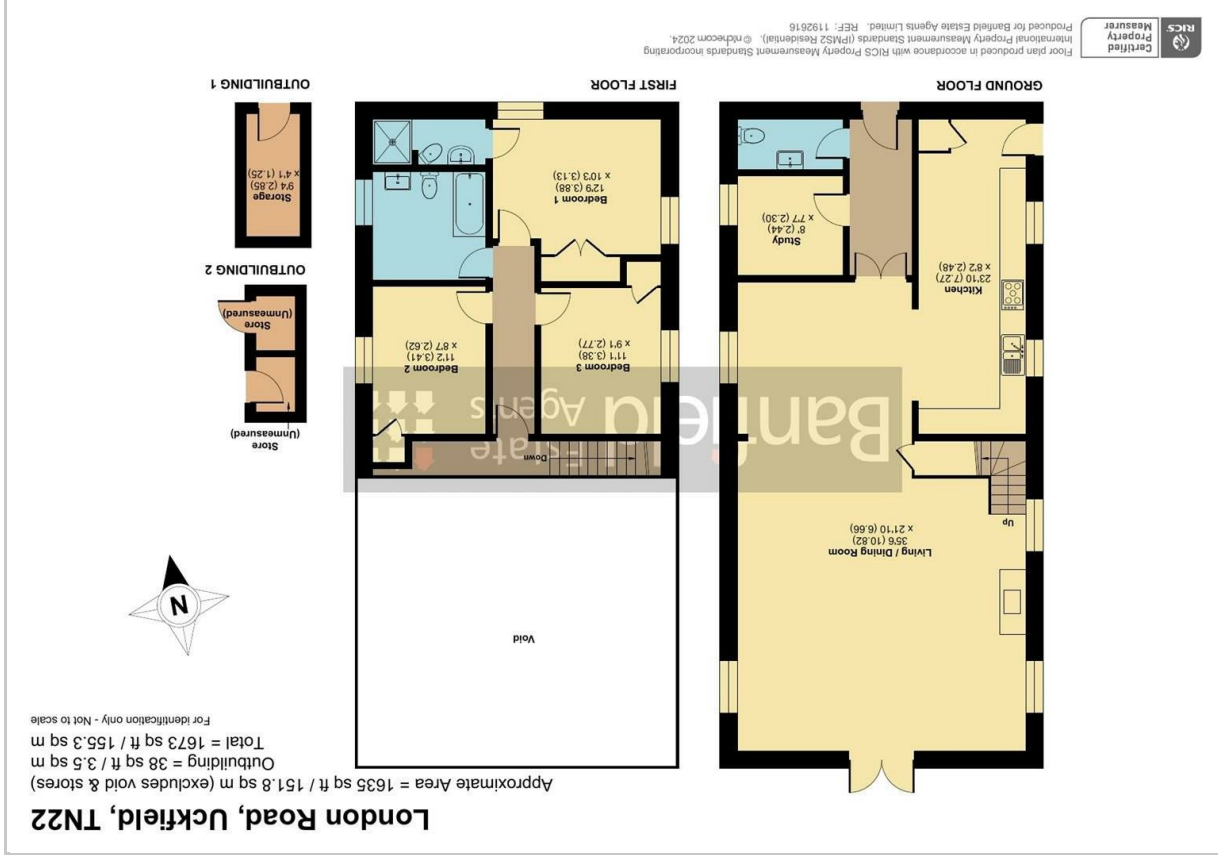 London Road, Uckfield, TN22
Approximate Area = 1635 sq ft / 151.8 sq m (excludes void & stores)
Outbuilding = 38 sq ft / 3.5 sq m
Total = 1673 sq ft / 155.3 sq m
For identification only - Not to scale
N
Living / Dining Room
35'6 (10.82)
x 21'10 (6.66)
Up
Kitchen
23'10 (7.27)
x 8'2 (2.48)
Study
8' (2.44)
x 7'7 (2.30)
GROUND FLOOR
Void
Down
Bedroom 3
11'1 (3.38)
x 9'1 (2.77)
Bedroom 2
11'2 (3.41)
x 8'7 (2.62)
Bedroom 1
12'9 (3.88)
x 10'3 (3.13)
FIRST FLOOR
Store
(Unmeasured)
Store
(Unmeasured)
OUTBUILDING 2
Storage
9'4 (2.85)
x 4'1 (1.25)
OUTBUILDING 1
Banfield Estate Agents
Certified
Property
Measurer
RICS
Floor plan produced in accordance with RICS Property Measurement Standards incorporating
International Property Measurement Standards (IPMS2 Residential). ©nichecom 2024.
Produced for Banfield Estate Agents Limited. REF: 1192616